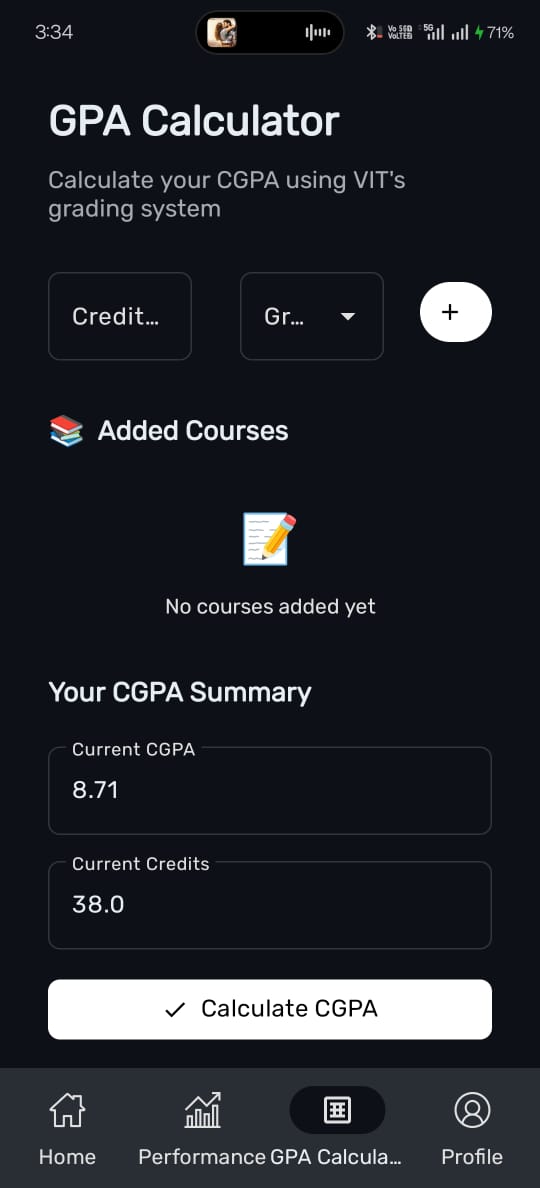 3:34
Vo 5G
VoLTE
5G
71%
GPA Calculator
Calculate your CGPA using VIT's
grading system
Credit...
Gr...
+
📚 Added Courses
No courses added yet
Your CGPA Summary
Current CGPA
8.71
Current Credits
38.0
Calculate CGPA
Home
Performance
GPA Calcula...
Profile